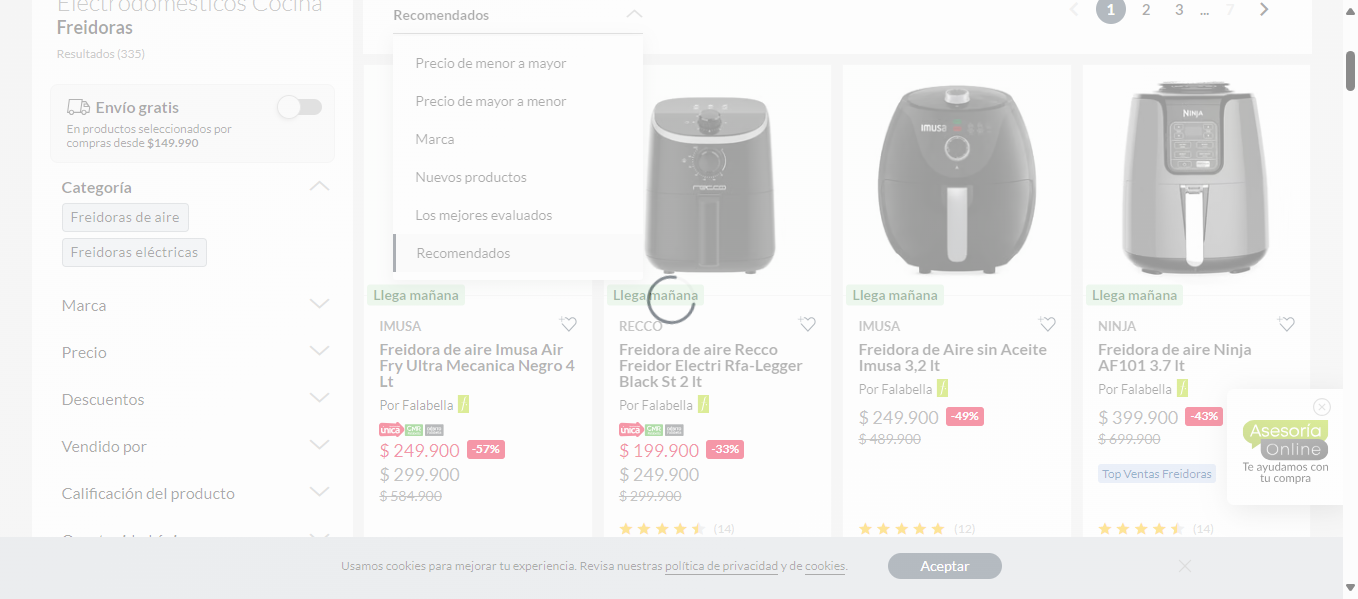 Electrodomésticos Cocina
Freidoras
Resultados (335)
Envío gratis
En productos seleccionados por
compras desde $149.990
Categoría
Freidoras de aire
Freidoras eléctricas
Marca
Precio
Descuentos
Vendido por
Calificación del producto
Recomendados
Precio de menor a mayor
Precio de mayor a menor
Marca
Nuevos productos
Los mejores evaluados
Recomendados
1 2 3 ... 7
recco
IMUSA
NINJA
Llega mañana
IMUSA
Freidora de aire Imusa Air
Fry Ultra Mecanica Negro 4
Lt
Por Falabella
unica CMR
$ 249.900 -57%
$ 299.900
$ 584.900
Llega mañana
RECCO
Freidora de aire Recco
Freidor Electri Rfa-Legger
Black St 2 lt
Por Falabella
unica CMR
$ 199.900 -33%
$ 249.900
$ 299.900
(14)
Llega mañana
IMUSA
Freidora de Aire sin Aceite
Imusa 3,2 lt
Por Falabella
$ 249.900 -49%
$ 489.900
(12)
Llega mañana
NINJA
Freidora de aire Ninja
AF101 3.7 lt
Por Falabella
$ 399.900 -43%
$ 699.900
Top Ventas Freidoras
(14)
Asesoría
Online
Te ayudamos con
tu compra
Usamos cookies para mejorar tu experiencia. Revisa nuestras política de privacidad y de cookies.
Aceptar